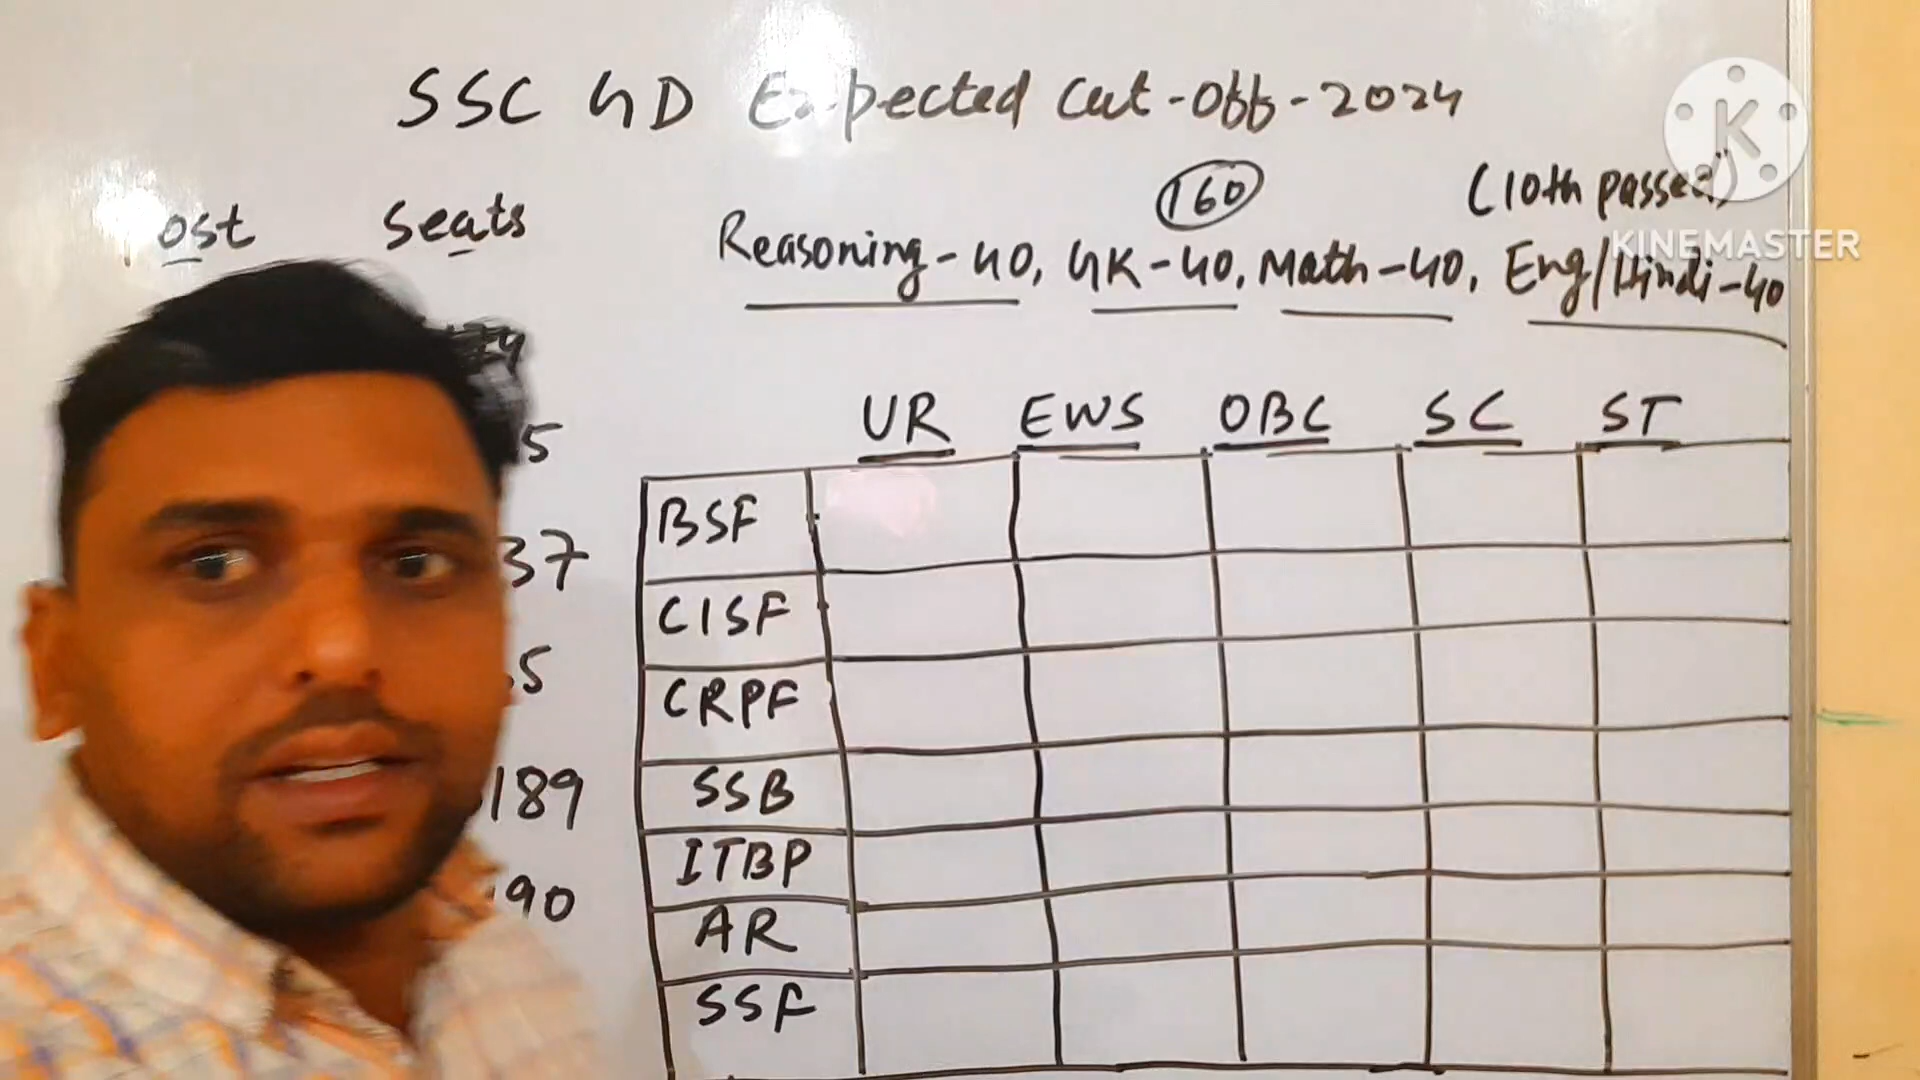 SSC GD Expected Cut-Off-2024
Post Seats
160 (10th passed)
Reasoning-40, GK-40, Math-40, Eng/Hindi-40
KINEMASTER
UR EWS OBC SC ST
5
BSF
37
CISF
5
CRPF
189
SSB
ITBP
90
AR
SSF